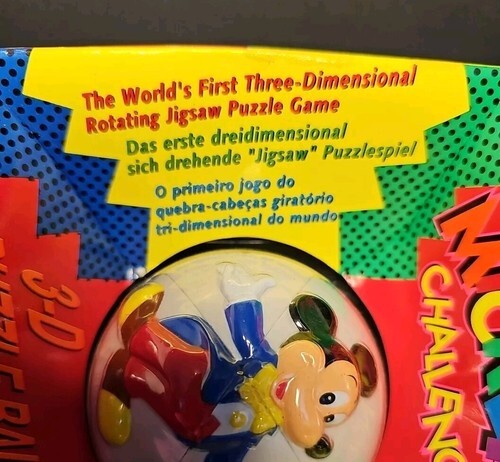 The World's First Three-Dimensional
Rotating Jigsaw Puzzle Game
Das erste dreidimensional
sich drehende "Jigsaw" Puzzlespiel
O primeiro jogo do
quebra-cabeças giratório
tri-dimensional do mundo
3-D